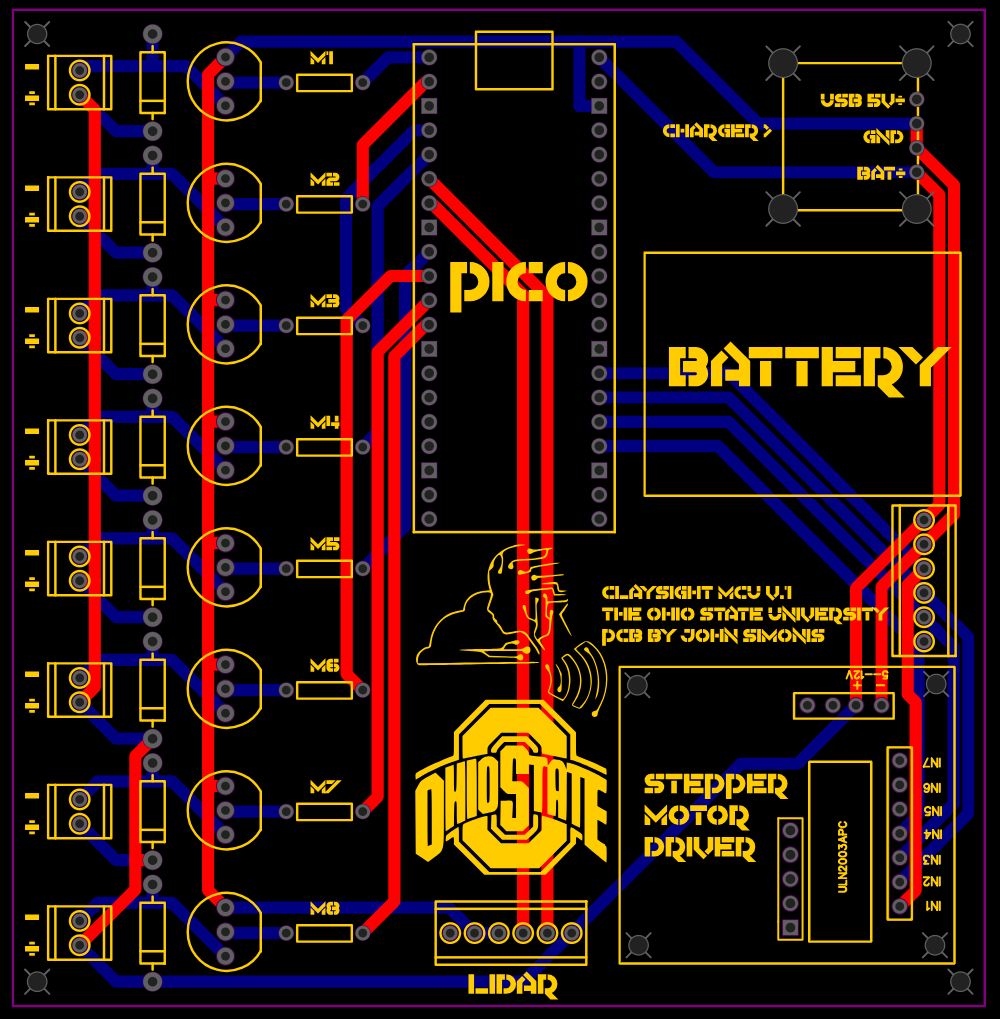 M1
M2
M3
M4
M5
M6
M7
M8
PICO
CHARGER >
USB 5V+
GND
BAT+
BATTERY
CLAYSIGHT MCU V.1
THE OHIO STATE UNIVERSITY
PCB BY JOHN SIMONIS
OHIO STATE
LIDAR
5--12V
+ -
STEPPER
MOTOR
DRIVER
ULN2003APC
IN7
IN6
IN5
IN4
IN3
IN2
IN1